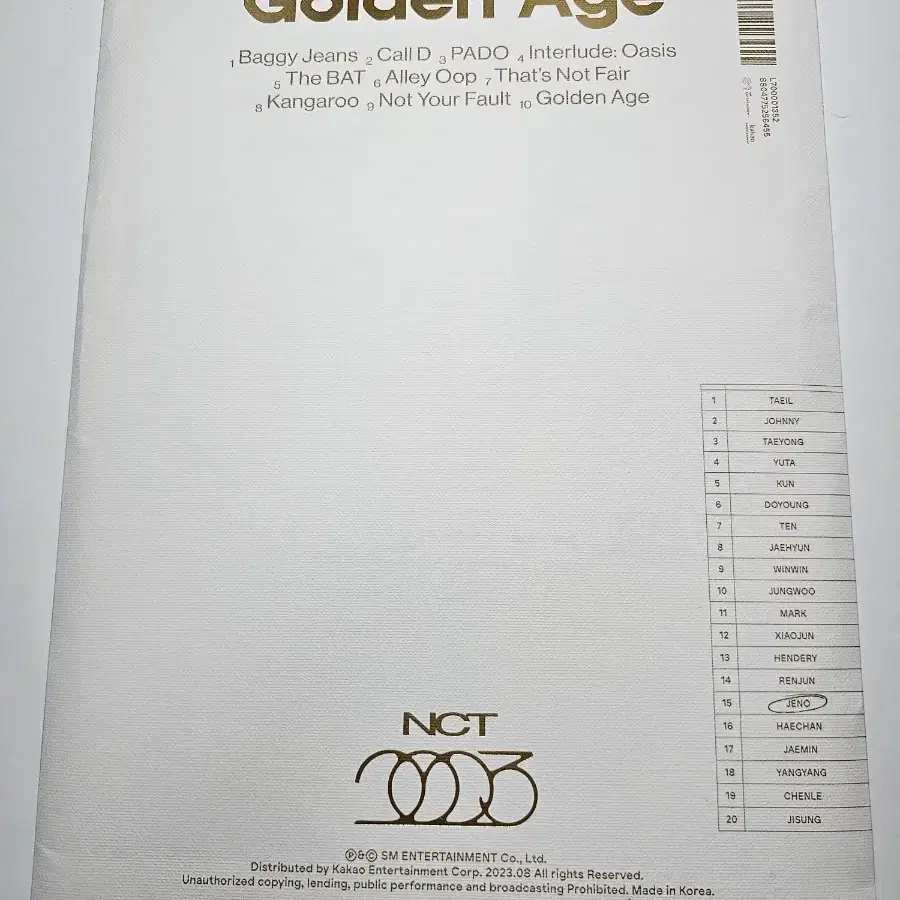 Golden Age
1 Baggy Jeans 2 Call D 3 PADO 4 Interlude: Oasis
5 The BAT 6 Alley Oop 7 That's Not Fair
8 Kangaroo 9 Not Your Fault 10 Golden Age
L700001352
8804775256455
kakao
1 TAEIL
2 JOHNNY
3 TAEYONG
4 YUTA
5 KUN
6 DOYOUNG
7 TEN
8 JAEHYUN
9 WINWIN
10 JUNGWOO
11 MARK
12 XIAOJUN
13 HENDERY
14 RENJUN
15 JENO
16 HAECHAN
17 JAEMIN
18 YANGYANG
19 CHENLE
20 JISUNG
NCT
2023
Ⓟ&© SM ENTERTAINMENT Co., Ltd.
Distributed by Kakao Entertainment Corp. 2023.08 All rights Reserved.
Unauthorized copying, lending, public performance and broadcasting Prohibited. Made in Korea.